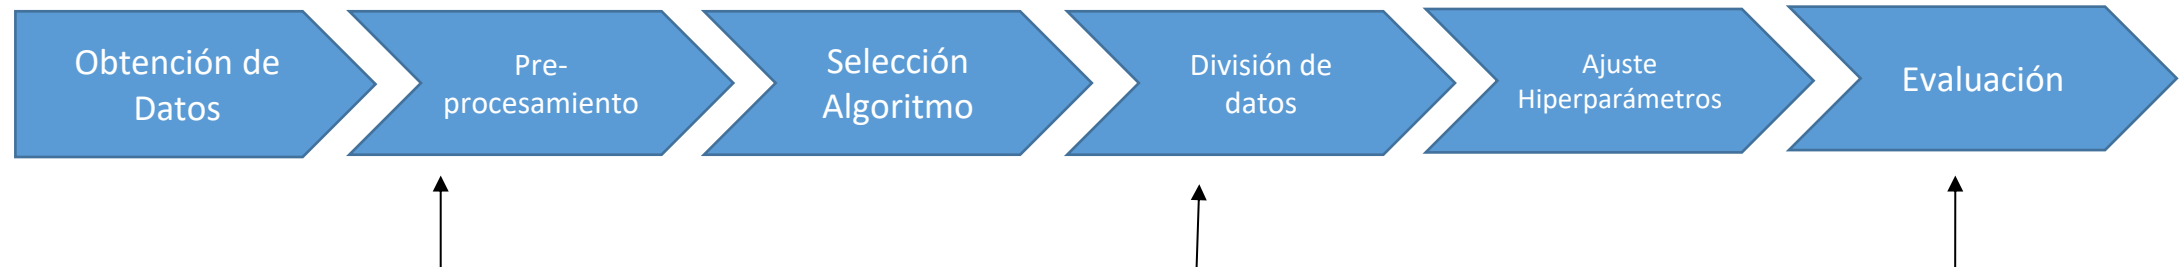 Obtención de
Datos
Pre-
procesamiento
Selección
Algoritmo
División de
datos
Ajuste
Hiperparámetros
Evaluación